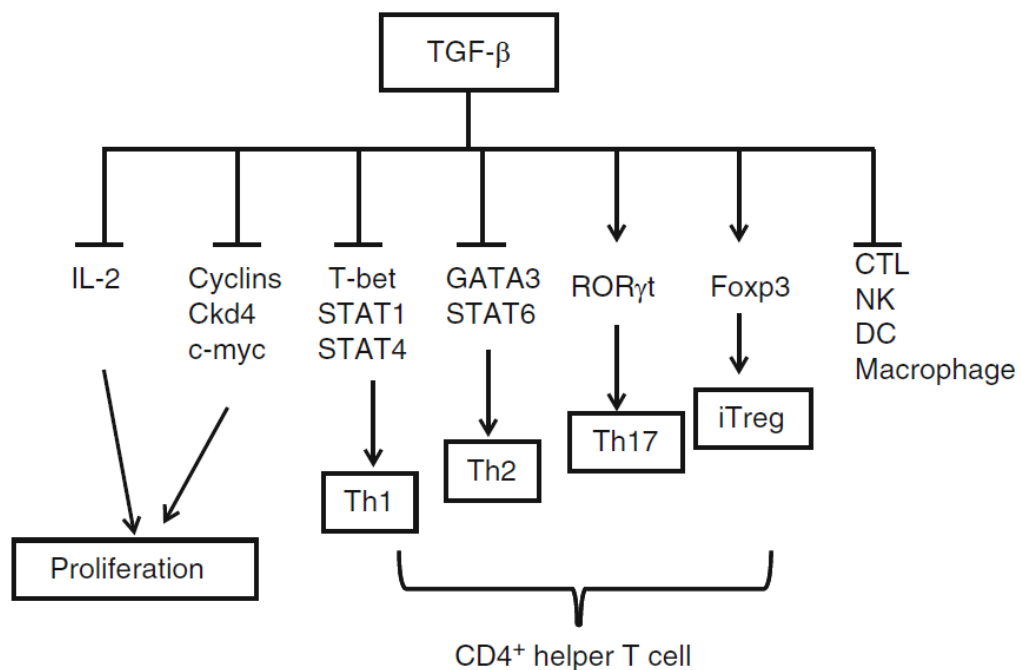 TGF-β
IL-2
Cyclins
Ckd4
c-myc
T-bet
STAT1
STAT4
GATA3
STAT6
RORγt
Foxp3
CTL
NK
DC
Macrophage
Th1
Th2
Th17
iTreg
Proliferation
CD4⁺ helper T cell